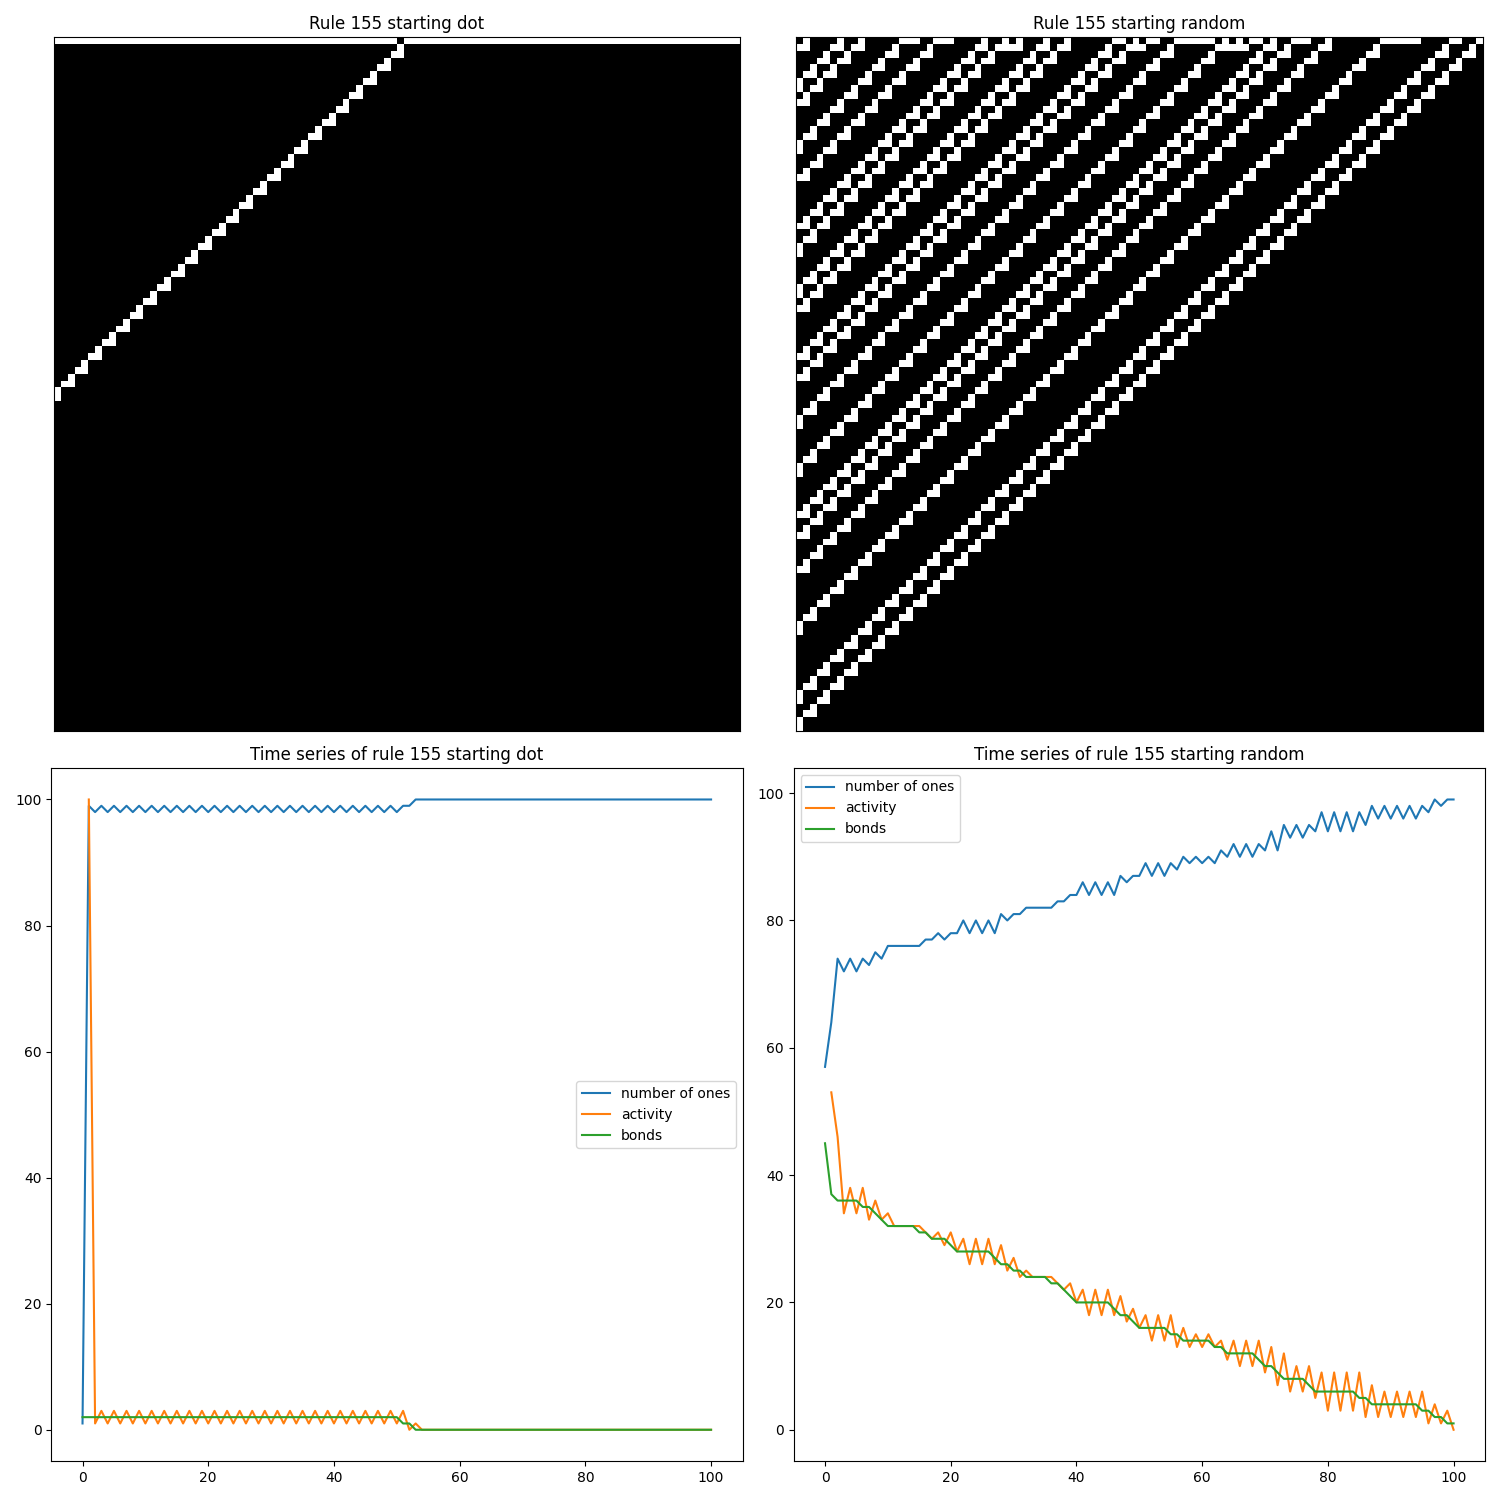 Rule 155 starting dot
Rule 155 starting random
Time series of rule 155 starting dot
100
80
60
40
20
0
0
20
40
60
80
100
number of ones
activity
bonds
Time series of rule 155 starting random
100
80
60
40
20
0
0
20
40
60
80
100
number of ones
activity
bonds